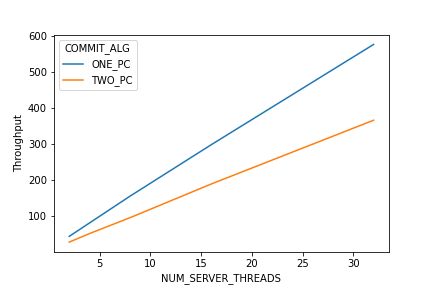 600
500
400
300
200
100
Throughput
COMMIT_ALG
ONE_PC
TWO_PC
5 10 15 20 25 30
NUM_SERVER_THREADS